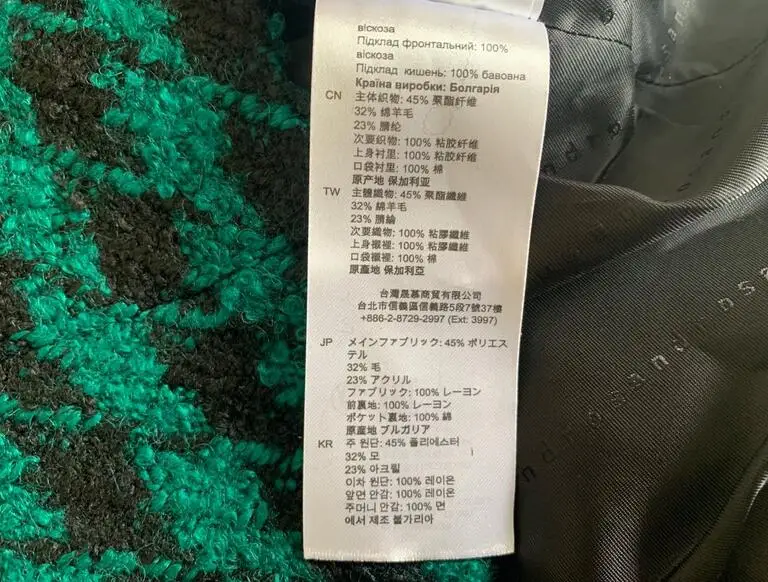 віскоза
Підклад фронтальний: 100%
віскоза
Підклад кишень: 100% бавовна
Країна виробки: Болгарія
CN 主体织物: 45% 聚酯纤维
32% 绵羊毛
23% 腈纶
次要织物: 100% 粘胶纤维
上身衬里: 100% 粘胶纤维
口袋衬里: 100% 棉
原产地 保加利亚
TW 主體織物: 45% 聚酯纖維
32% 綿羊毛
23% 腈綸
次要織物: 100% 粘膠纖維
上身襯裡: 100% 粘膠纖維
口袋襯裡: 100% 棉
原產地 保加利亞
台灣晟慕商貿有限公司
台北市信義區信義路5段7號37樓
+886-2-8729-2997 (Ext: 3997)
JP メインファブリック: 45% ポリエス
テル
32% 毛
23% アクリル
ファブリック: 100% レーヨン
前裏地: 100% レーヨン
ポケット裏地: 100% 綿
原産地 ブルガリア
KR 주 원단: 45% 폴리에스터
32% 모
23% 아크릴
이차 원단: 100% 레이온
앞면 안감: 100% 레이온
주머니 안감: 100% 면
에서 제조 불가리아